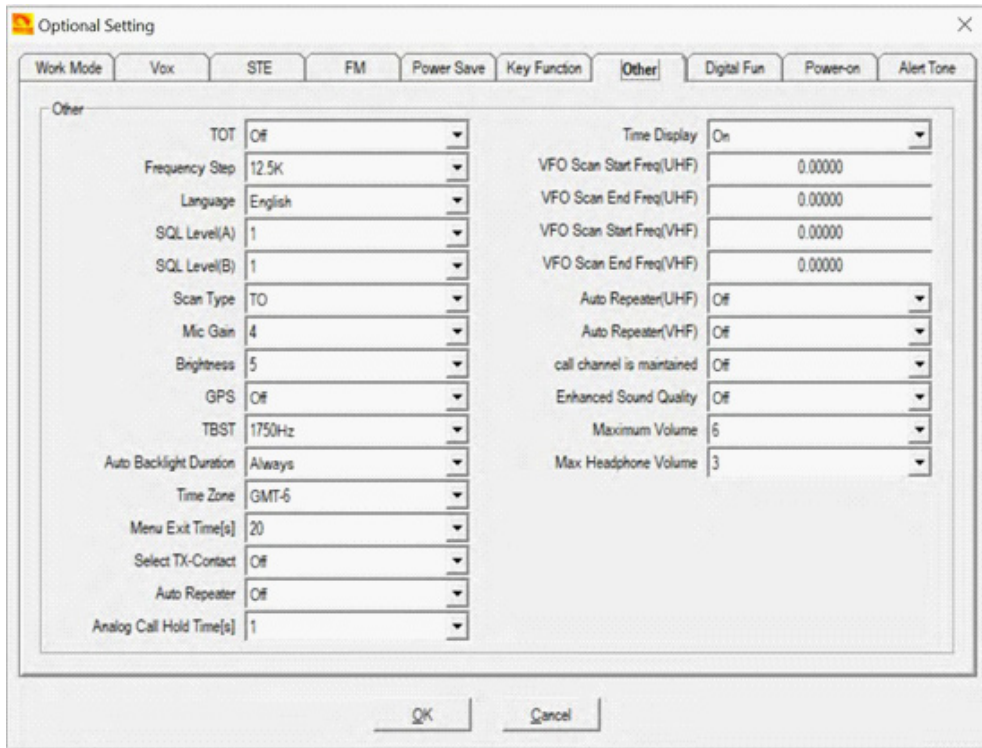 Optional Setting
Work Mode Vox STE FM Power Save Key Function Other Digital Fun Power-on Alert Tone
Other
TOT Off
Frequency Step 12.5K
Language English
SQL Level(A) 1
SQL Level(B) 1
Scan Type TO
Mic Gain 4
Brightness 5
GPS Off
TBST 1750Hz
Auto Backlight Duration Always
Time Zone GMT-6
Menu Exit Time[s] 20
Select TX-Contact Off
Auto Repeater Off
Analog Call Hold Time[s] 1
Time Display On
VFO Scan Start Freq(UHF) 0.00000
VFO Scan End Freq(UHF) 0.00000
VFO Scan Start Freq(VHF) 0.00000
VFO Scan End Freq(VHF) 0.00000
Auto Repeater(UHF) Off
Auto Repeater(VHF) Off
call channel is maintained Off
Enhanced Sound Quality Off
Maximum Volume 6
Max Headphone Volume 3
OK Cancel